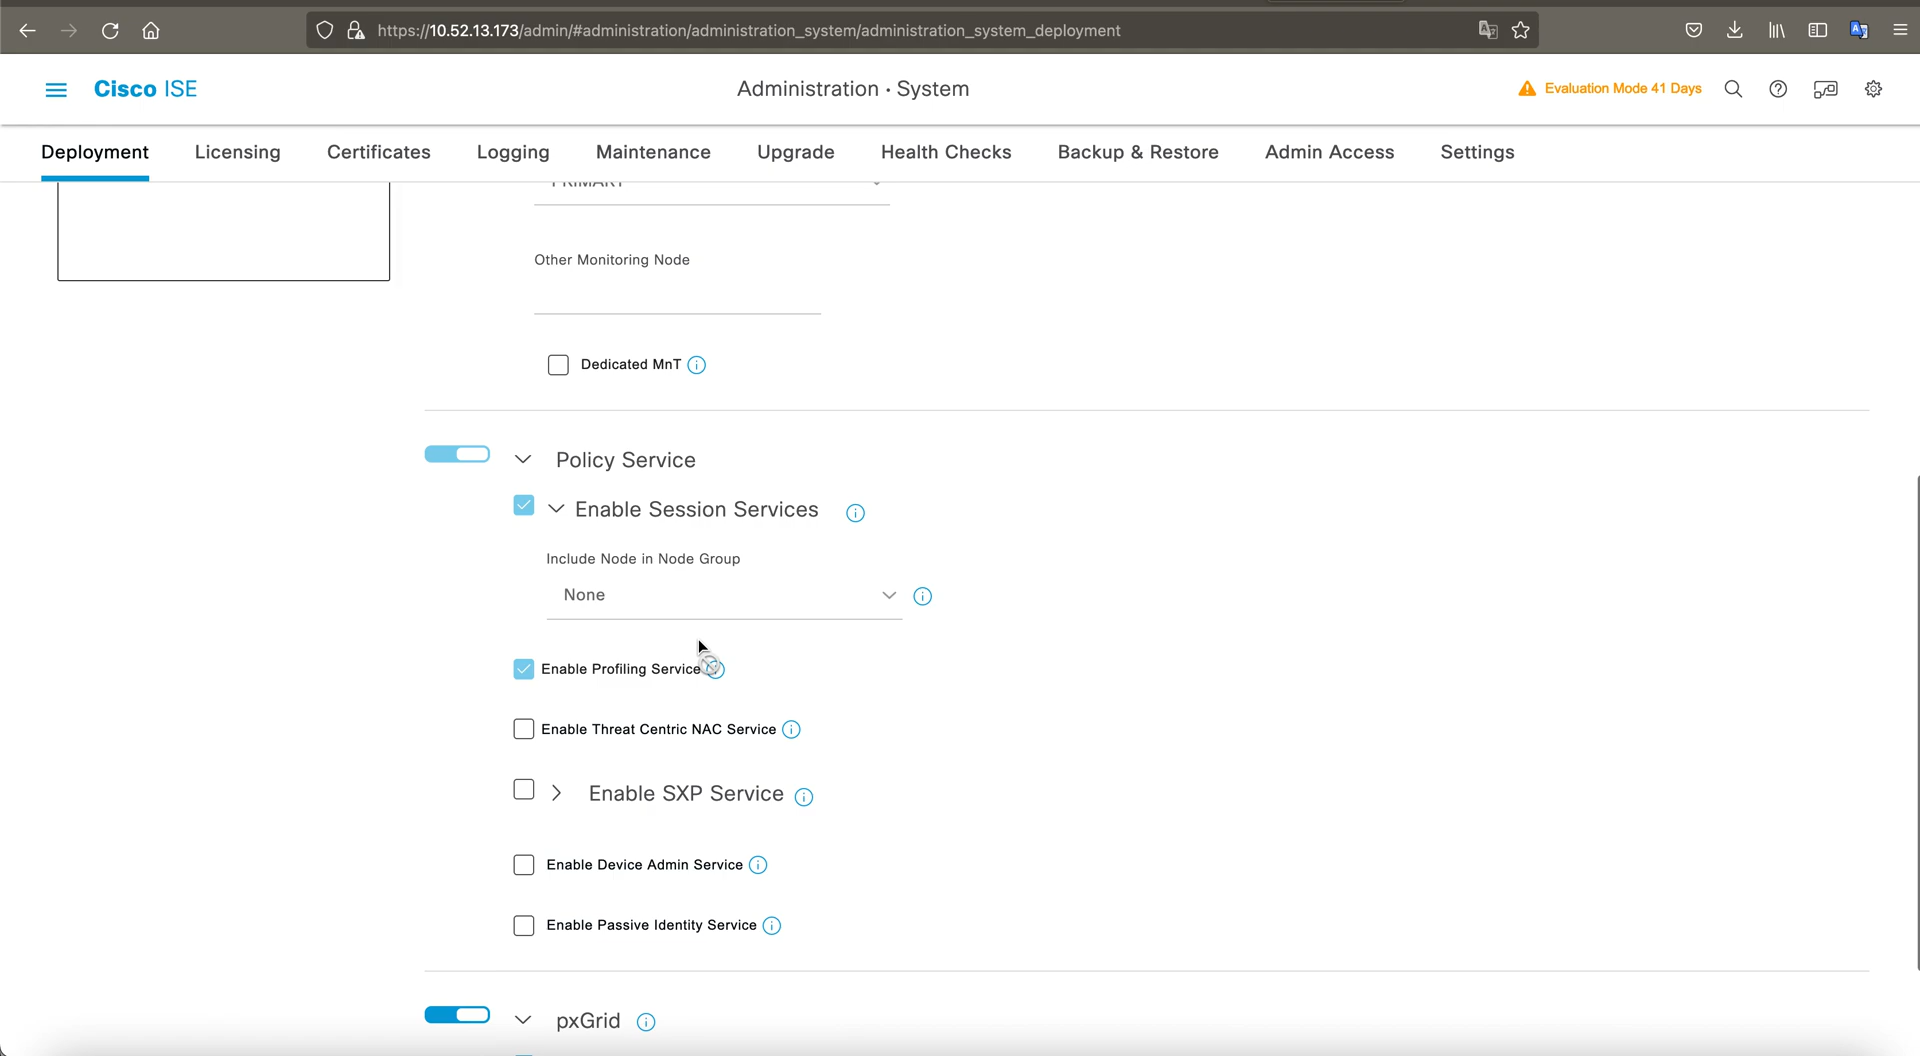 https://10.52.13.173/admin/#administration/administration_system/administration_system_deployment
Cisco ISE
Administration · System
Evaluation Mode 41 Days
Deployment
Licensing
Certificates
Logging
Maintenance
Upgrade
Health Checks
Backup & Restore
Admin Access
Settings
PRIMARY
Other Monitoring Node
Dedicated MnT
Policy Service
Enable Session Services
Include Node in Node Group
None
Enable Profiling Service
Enable Threat Centric NAC Service
Enable SXP Service
Enable Device Admin Service
Enable Passive Identity Service
pxGrid